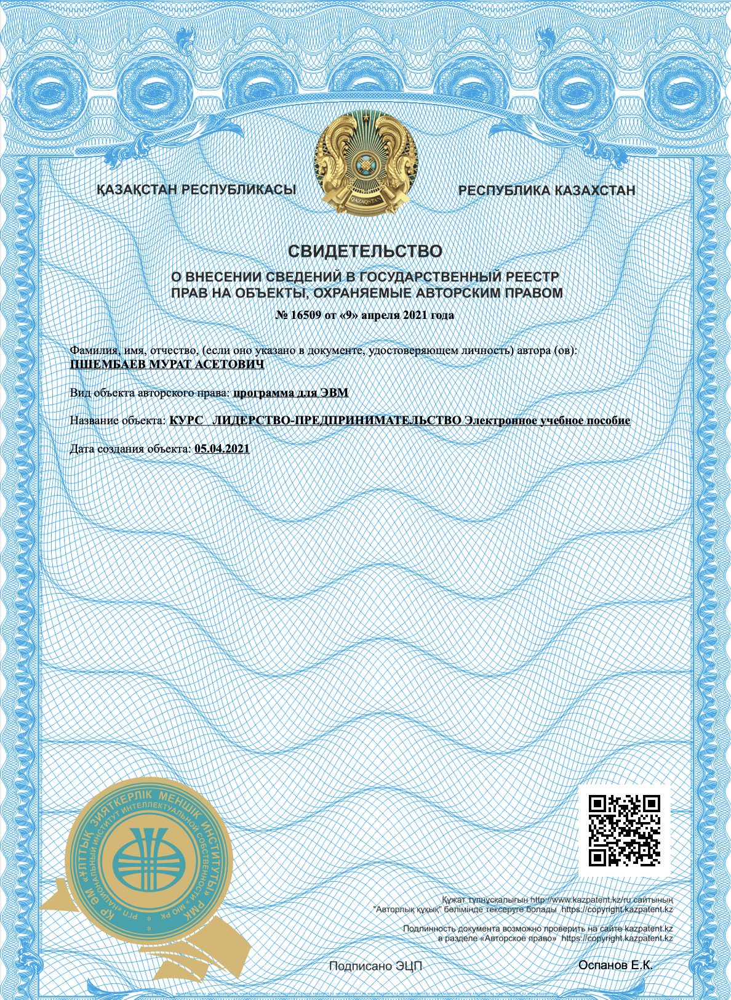 ҚАЗАҚСТАН РЕСПУБЛИКАСЫ
РЕСПУБЛИКА КАЗАХСТАН
QAZAQSTAN
СВИДЕТЕЛЬСТВО
О ВНЕСЕНИИ СВЕДЕНИЙ В ГОСУДАРСТВЕННЫЙ РЕЕСТР
ПРАВ НА ОБЪЕКТЫ, ОХРАНЯЕМЫЕ АВТОРСКИМ ПРАВОМ
№ 16509 от «9» апреля 2021 года
Фамилия, имя, отчество, (если оно указано в документе, удостоверяющем личность) автора (ов):
ПШЕМБАЕВ МУРАТ АСЕТОВИЧ
Вид объекта авторского права: программа для ЭВМ
Название объекта: КУРС ЛИДЕРСТВО-ПРЕДПРИНИМАТЕЛЬСТВО Электронное учебное пособие
Дата создания объекта: 05.04.2021
ҚР ӘМ «ҰЛТТЫҚ ЗИЯТКЕРЛІК МЕНШІК ИНСТИТУТЫ» РМК
РГП «НАЦИОНАЛЬНЫЙ ИНСТИТУТ ИНТЕЛЛЕКТУАЛЬНОЙ СОБСТВЕННОСТИ» МЮ РК
Құжат түпнұсқалығын http://www.kazpatent.kz/ru сайтының
"Авторлық құқық" бөлімінде тексеруге болады https://copyright.kazpatent.kz
Подлинность документа возможно проверить на сайте kazpatent.kz
в разделе «Авторское право» https://copyright.kazpatent.kz
Подписано ЭЦП
Оспанов Е.К.